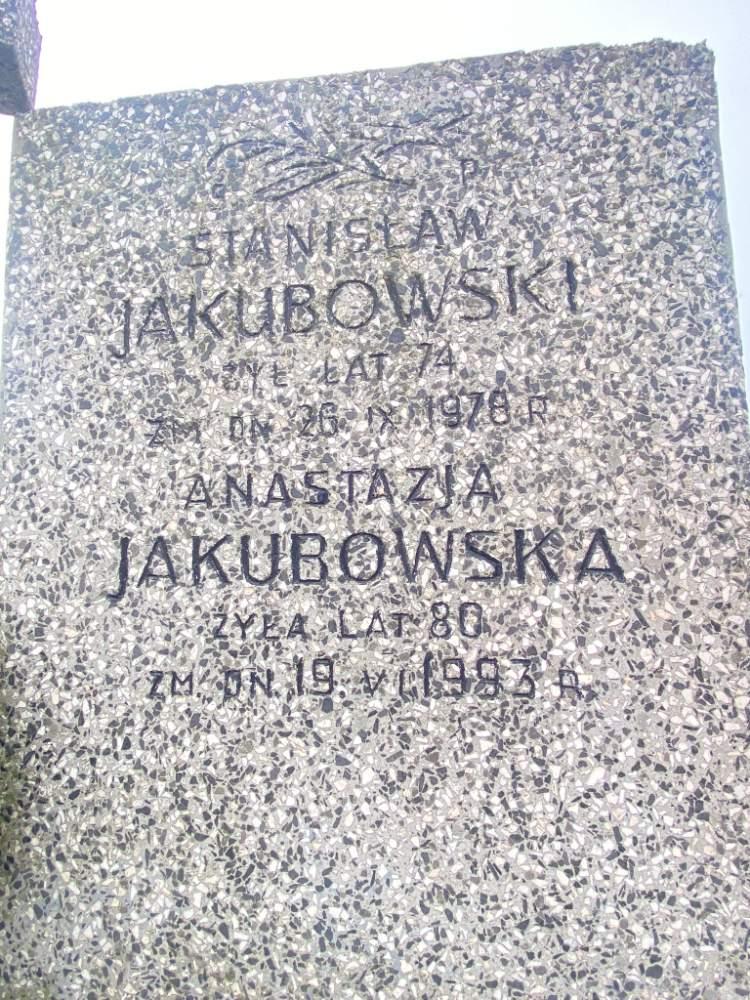 Ś P
STANISŁAW
JAKUBOWSKI
ŻYŁ LAT 74
ZM DN 26 IX 1978 R
ANASTAZJA
JAKUBOWSKA
ŻYŁA LAT 80
ZM. DN. 19. VI 1993 R.